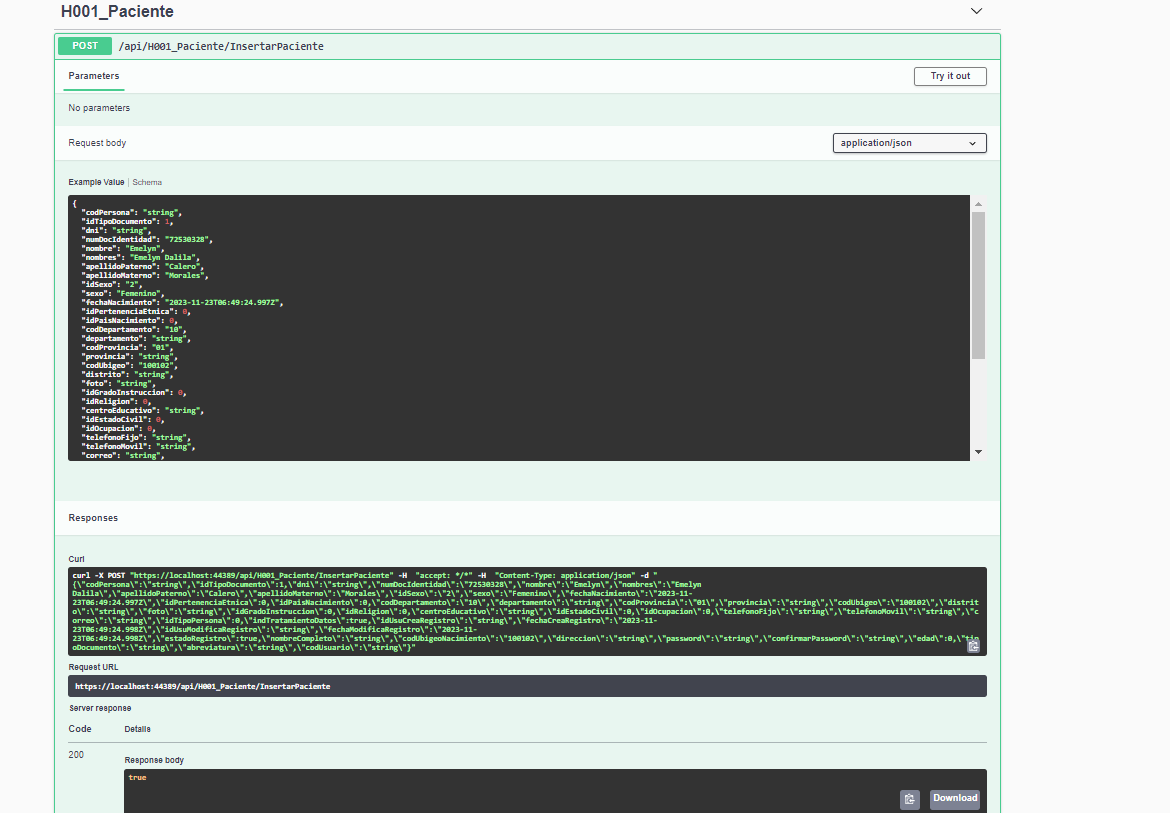 H001_Paciente
POST /api/H001_Paciente/InsertarPaciente
Parameters
Try it out
No parameters
Request body
application/json
Example Value | Schema
{
"codPersona": "string",
"idTipoDocumento": 1,
"dni": "string",
"numDocIdentidad": "72530328",
"nombre": "Emelyn",
"nombres": "Emelyn Dalila",
"apellidoPaterno": "Calero",
"apellidoMaterno": "Morales",
"idSexo": "2",
"sexo": "Femenino",
"fechaNacimiento": "2023-11-23T06:49:24.997Z",
"idPertenenciaEtnica": 0,
"idPaisNacimiento": 0,
"codDepartamento": "10",
"departamento": "string",
"codProvincia": "01",
"provincia": "string",
"codUbigeo": "100102",
"distrito": "string",
"foto": "string",
"idGradoInstruccion": 0,
"idReligion": 0,
"centroEducativo": "string",
"idEstadoCivil": 0,
"idOcupacion": 0,
"telefonoFijo": "string",
"telefonoMovil": "string",
"correo": "string",
Responses
Curl
curl -X POST "https://localhost:44389/api/H001_Paciente/InsertarPaciente" -H  "accept: */*" -H  "Content-Type: application/json" -d "
{\"codPersona\":\"string\",\"idTipoDocumento\":1,\"dni\":\"string\",\"numDocIdentidad\":\"72530328\",\"nombre\":\"Emelyn\",\"nombres\":\"Emelyn
Dalila\",\"apellidoPaterno\":\"Calero\",\"apellidoMaterno\":\"Morales\",\"idSexo\":\"2\",\"sexo\":\"Femenino\",\"fechaNacimiento\":\"2023-11-
23T06:49:24.997Z\",\"idPertenenciaEtnica\":0,\"idPaisNacimiento\":0,\"codDepartamento\":\"10\",\"departamento\":\"string\",\"codProvincia\":\"01\",\"provincia\":\"string\",\"codUbigeo\":\"100102\",\"distrit
o\":\"string\",\"foto\":\"string\",\"idGradoInstruccion\":0,\"idReligion\":0,\"centroEducativo\":\"string\",\"idEstadoCivil\":0,\"idOcupacion\":0,\"telefonoFijo\":\"string\",\"telefonoMovil\":\"string\",\"c
orreo\":\"string\",\"idTipoPersona\":0,\"indTratamientoDatos\":true,\"idUsuCreaRegistro\":\"string\",\"fechaCreaRegistro\":\"2023-11-
23T06:49:24.998Z\",\"idUsuModificaRegistro\":\"string\",\"fechaModificaRegistro\":\"2023-11-
23T06:49:24.998Z\",\"estadoRegistro\":true,\"nombreCompleto\":\"string\",\"codUbigeoNacimiento\":\"100102\",\"direccion\":\"string\",\"password\":\"string\",\"confirmarPassword\":\"string\",\"edad\":0,\"tip
oDocumento\":\"string\",\"abreviatura\":\"string\",\"codUsuario\":\"string\"}"
Request URL
https://localhost:44389/api/H001_Paciente/InsertarPaciente
Server response
Code Details
200
Response body
true
Download